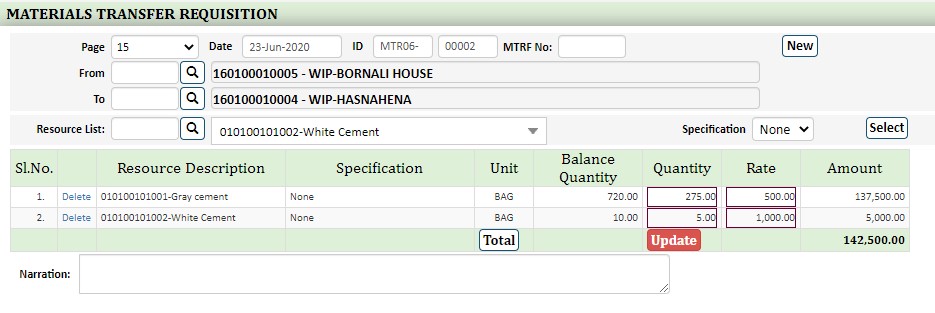 MATERIALS TRANSFER REQUISITION
Page 15 Date 23-Jun-2020 ID MTR06- 00002 MTRF No: New
From 160100010005 - WIP-BORNALI HOUSE
To 160100010004 - WIP-HASNAHENA
Resource List: 010100101002-White Cement Specification None Select
Sl.No. Resource Description Specification Unit Balance Quantity Quantity Rate Amount
1. Delete 010100101001-Gray cement None BAG 720.00 275.00 500.00 137,500.00
2. Delete 010100101002-White Cement None BAG 10.00 5.00 1,000.00 5,000.00
Total Update 142,500.00
Narration: